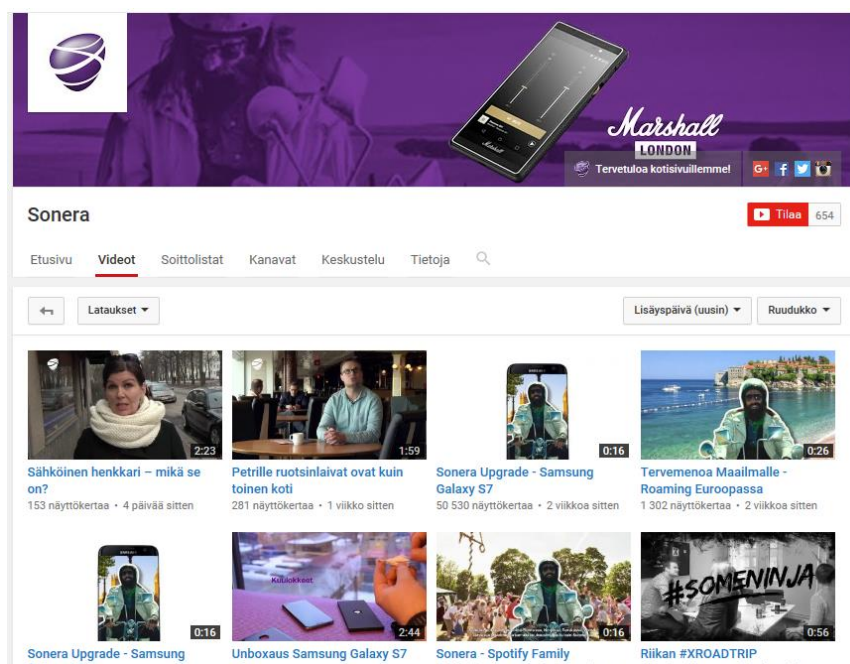 Marshall
LONDON
Tervetuloa kotisivuillemme!
G+
Sonera
Tilaa 654
Etusivu Videot Soittolistat Kanavat Keskustelu Tietoja
Lataukset Lisäyspäivä (uusin) Ruudukko
2:23 1:59 0:16 0:26
Sähköinen henkkari – mikä se
on?
153 näyttökertaa • 4 päivää sitten
Petrille ruotsinlaivat ovat kuin
toinen koti
281 näyttökertaa • 1 viikko sitten
Sonera Upgrade - Samsung
Galaxy S7
50 530 näyttökertaa • 2 viikkoa sitten
Tervemenoa Maailmalle -
Roaming Euroopassa
1 302 näyttökertaa • 2 viikkoa sitten
Kuulokkeet
#SOMENINJA
0:16 2:44 0:16 0:56
Sonera Upgrade - Samsung
Unboxaus Samsung Galaxy S7
Sonera - Spotify Family
Riikan #XROADTRIP